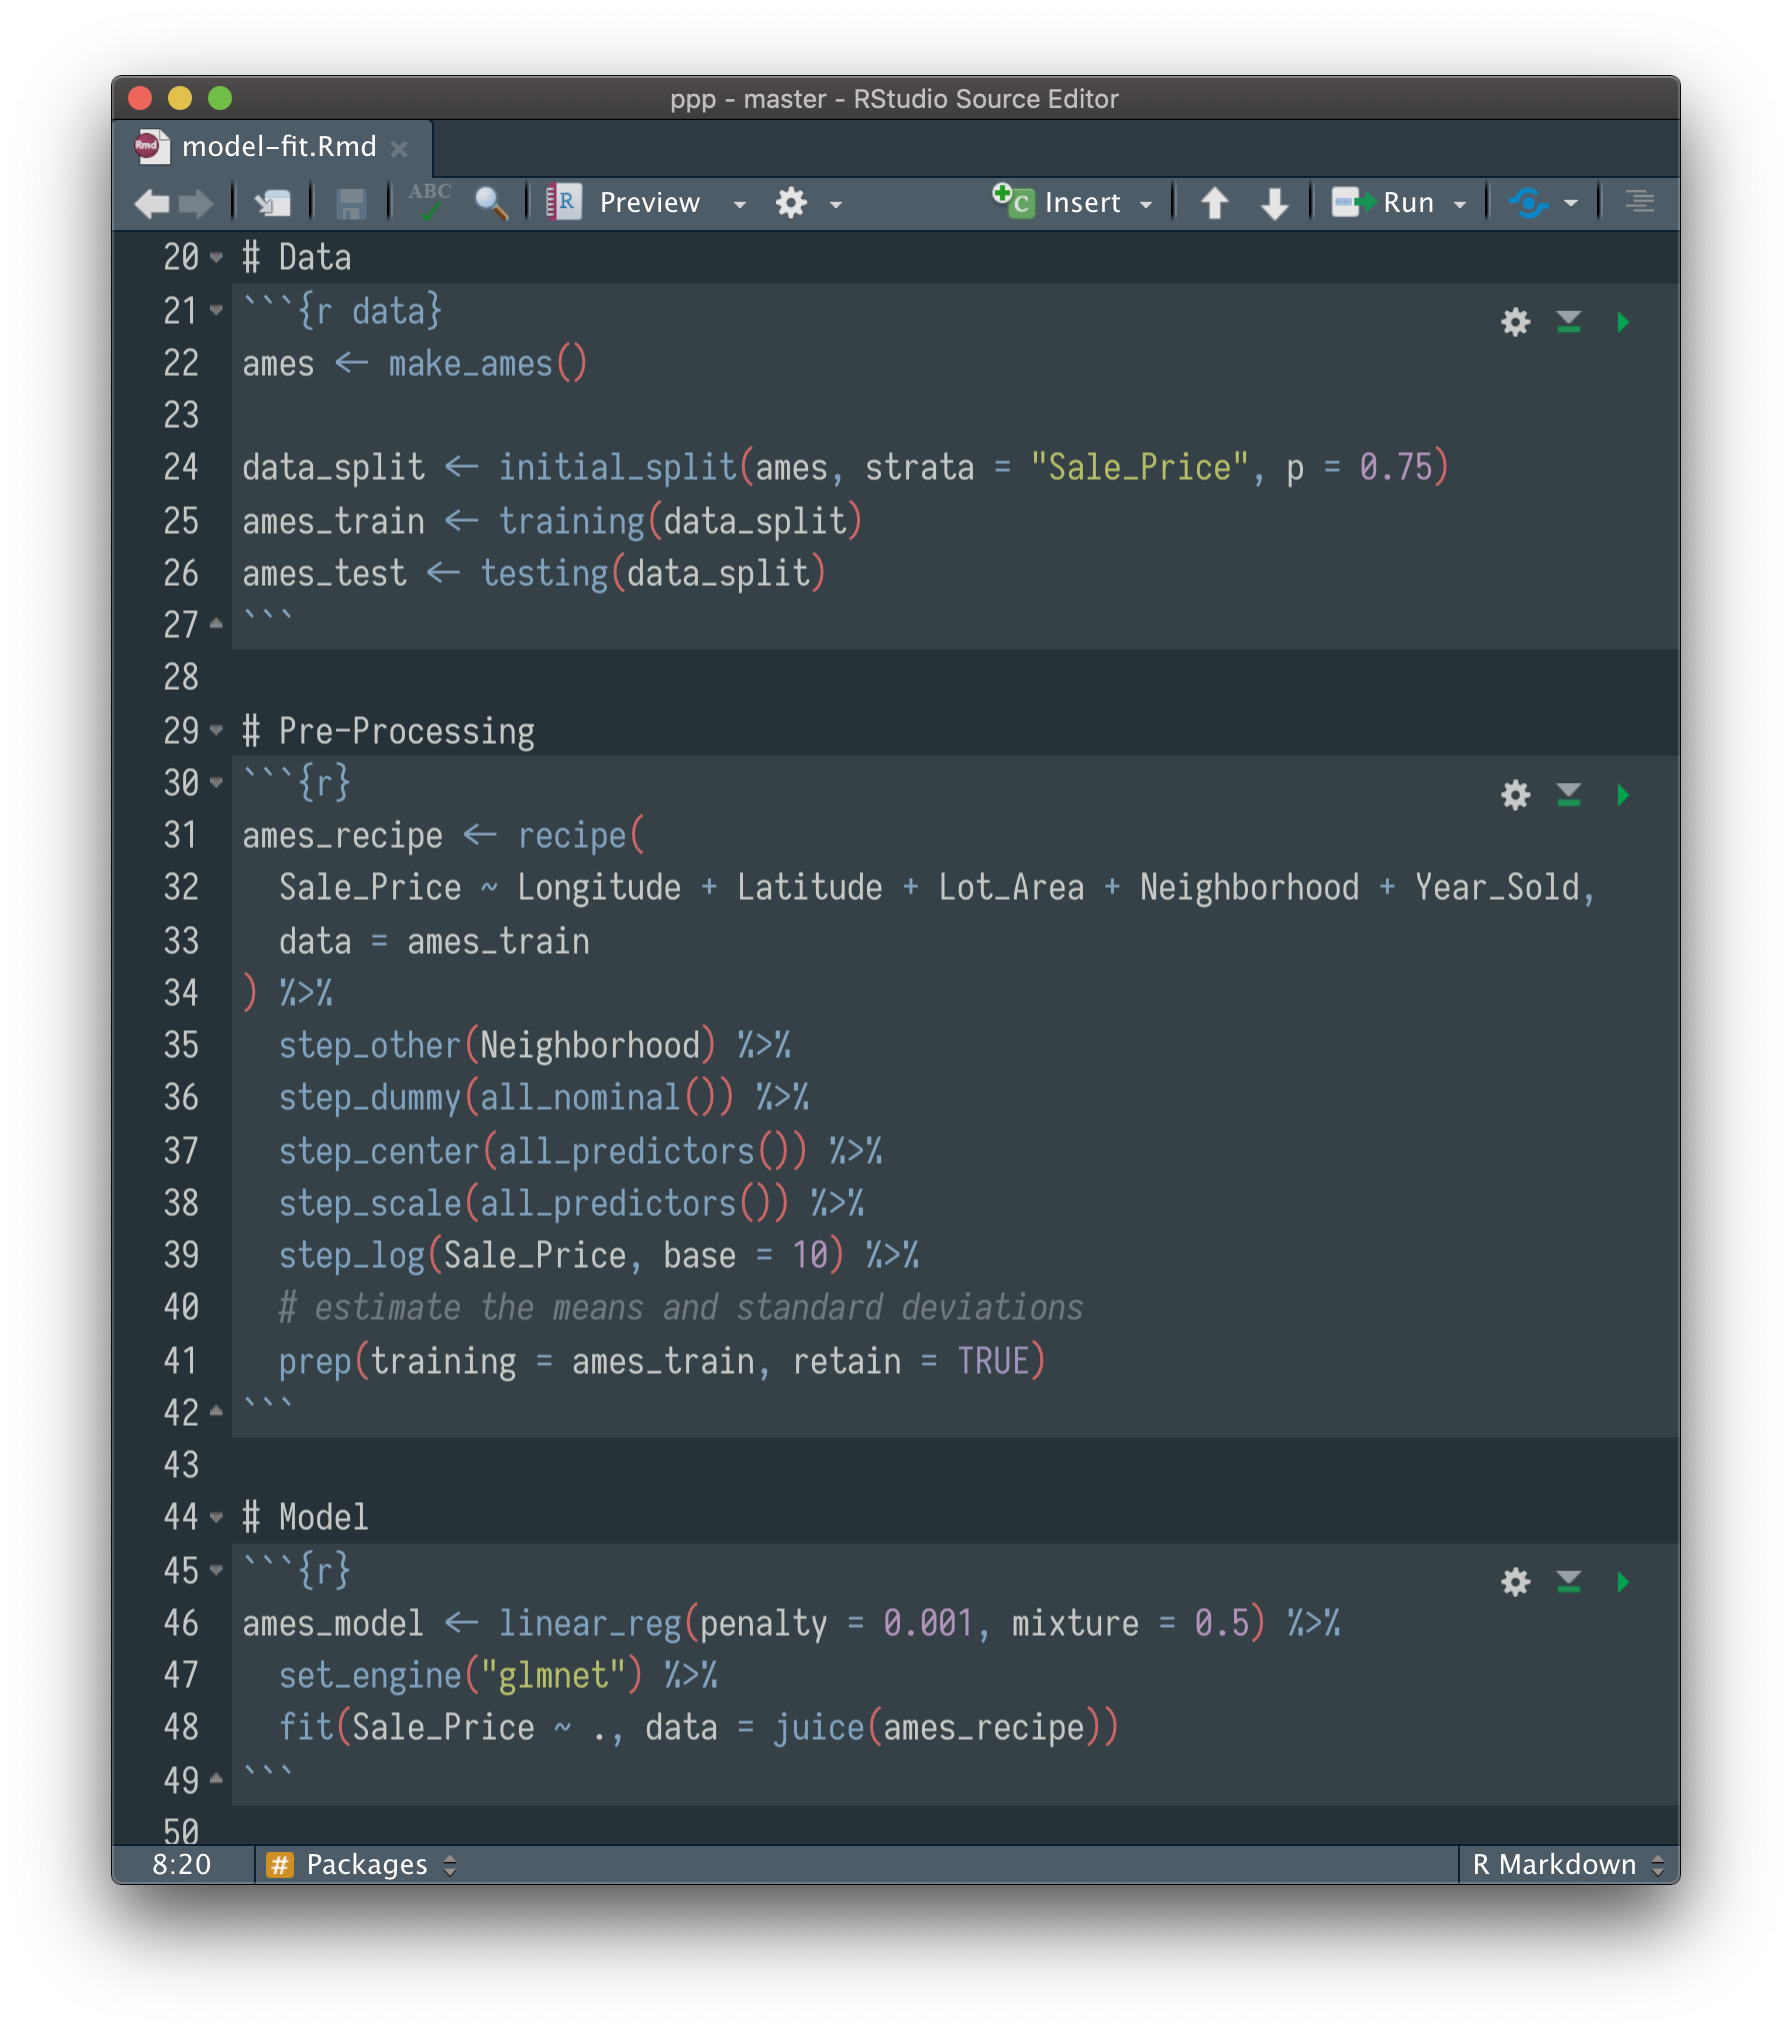 ppp - master - RStudio Source Editor
Rmd model-fit.Rmd
ABC R Preview C Insert Run
20 # Data
21 ```{r data}
22 ames <- make_ames()
23
24 data_split <- initial_split(ames, strata = "Sale_Price", p = 0.75)
25 ames_train <- training(data_split)
26 ames_test <- testing(data_split)
27 ```
28
29 # Pre-Processing
30 ```{r}
31 ames_recipe <- recipe(
32   Sale_Price ~ Longitude + Latitude + Lot_Area + Neighborhood + Year_Sold,
33   data = ames_train
34 ) %>%
35   step_other(Neighborhood) %>%
36   step_dummy(all_nominal()) %>%
37   step_center(all_predictors()) %>%
38   step_scale(all_predictors()) %>%
39   step_log(Sale_Price, base = 10) %>%
40   # estimate the means and standard deviations
41   prep(training = ames_train, retain = TRUE)
42 ```
43
44 # Model
45 ```{r}
46 ames_model <- linear_reg(penalty = 0.001, mixture = 0.5) %>%
47   set_engine("glmnet") %>%
48   fit(Sale_Price ~ ., data = juice(ames_recipe))
49 ```
50
8:20 # Packages R Markdown